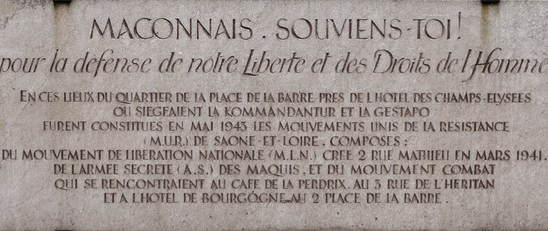 MACONNAIS . SOUVIENS-TOI!
pour la defense de notre Liberte et des Droits de l'Homme
EN CES LIEUX DU QUARTIER DE LA PLACE DE LA BARRE PRES DE L'HOTEL DES CHAMPS-ELYSEES
OU SIEGEAIENT LA KOMMANDANTUR ET LA GESTAPO
FURENT CONSTITUES EN MAI 1943 LES MOUVEMENTS UNIS DE LA RESISTANCE
(M.U.R.) DE SAONE-ET-LOIRE, COMPOSES:
DU MOUVEMENT DE LIBERATION NATIONALE (M.L.N.) CREE 2 RUE MATHIEU EN MARS 1941.
DE L'ARMEE SECRETE (A.S.) DES MAQUIS, ET DU MOUVEMENT COMBAT
QUI SE RENCONTRAIENT AU CAFE DE LA PERDRIX, AU 3 RUE DE L'HERITAN
ET A L'HOTEL DE BOURGOGNE AU 2 PLACE DE LA BARRE.